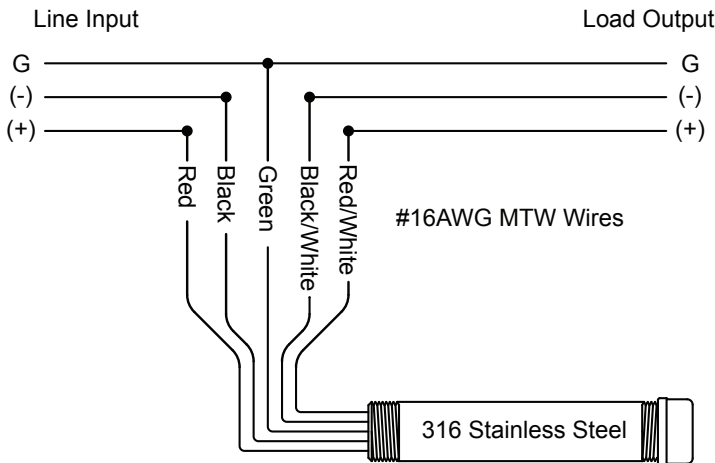 Line Input
Load Output
G
G
(-)
(-)
(+)
(+)
Red
Black
Green
Black/White
Red/White
#16AWG MTW Wires
316 Stainless Steel